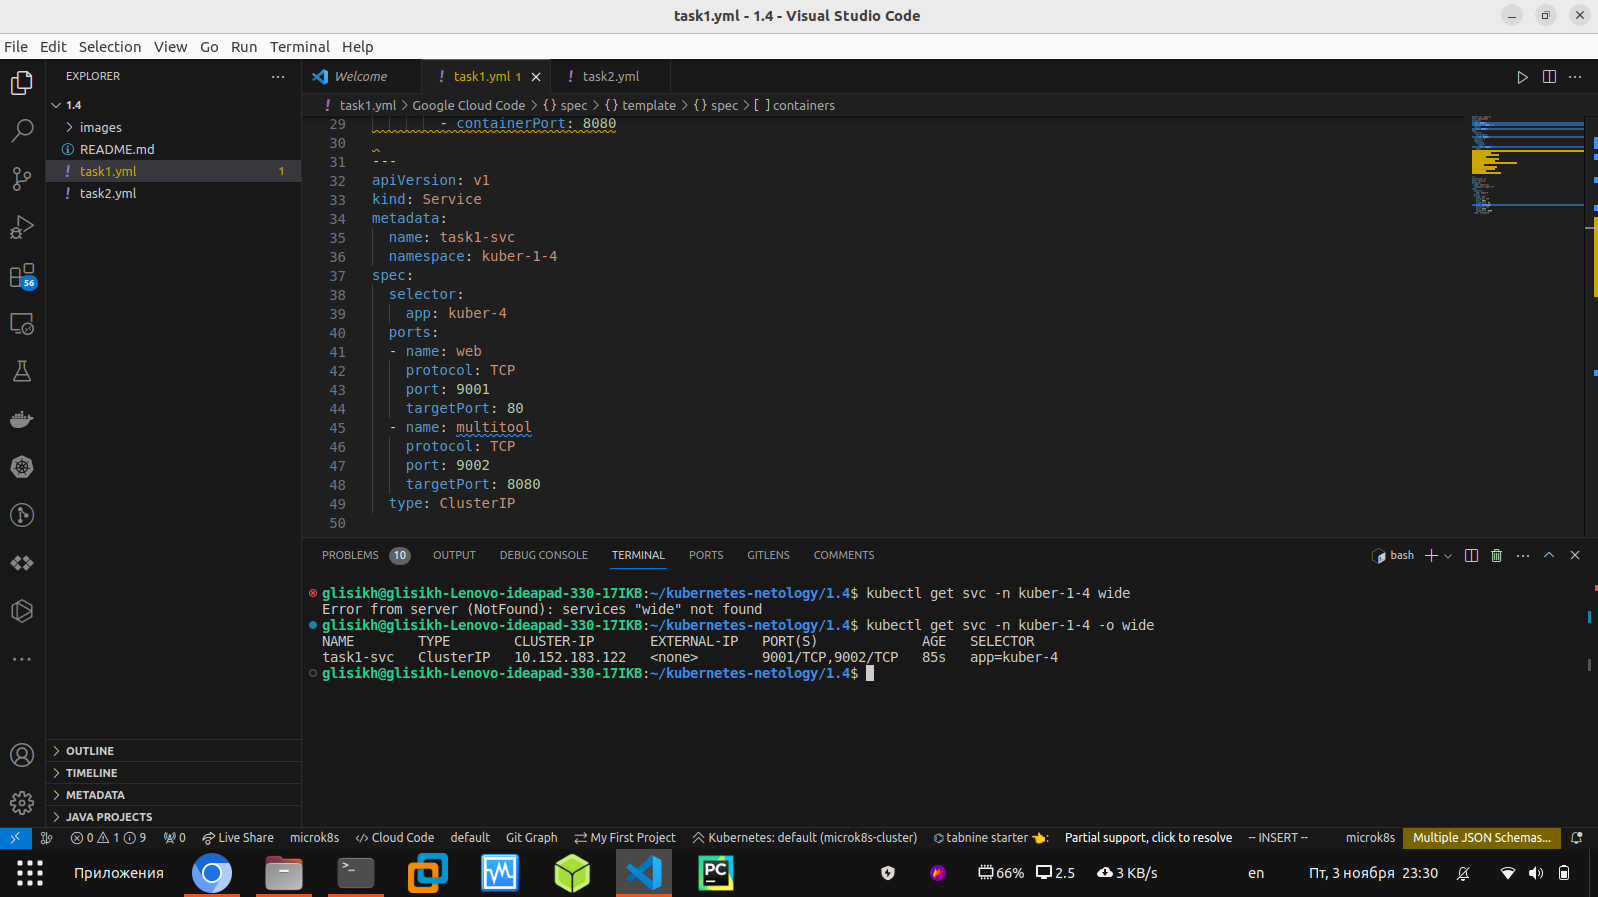 task1.yml - 1.4 - Visual Studio Code
File Edit Selection View Go Run Terminal Help
EXPLORER
1.4
images
README.md
task1.yml 1
task2.yml
OUTLINE
TIMELINE
METADATA
JAVA PROJECTS
56
Welcome
task1.yml 1
task2.yml
task1.yml > Google Cloud Code > {} spec > {} template > {} spec > [ ] containers
29 - containerPort: 8080
30
31 ---
32 apiVersion: v1
33 kind: Service
34 metadata:
35 name: task1-svc
36 namespace: kuber-1-4
37 spec:
38 selector:
39 app: kuber-4
40 ports:
41 - name: web
42 protocol: TCP
43 port: 9001
44 targetPort: 80
45 - name: multitool
46 protocol: TCP
47 port: 9002
48 targetPort: 8080
49 type: ClusterIP
50
PROBLEMS 10 OUTPUT DEBUG CONSOLE TERMINAL PORTS GITLENS COMMENTS
bash
glisikh@glisikh-Lenovo-ideapad-330-17IKB:~/kubernetes-netology/1.4$ kubectl get svc -n kuber-1-4 wide
Error from server (NotFound): services "wide" not found
glisikh@glisikh-Lenovo-ideapad-330-17IKB:~/kubernetes-netology/1.4$ kubectl get svc -n kuber-1-4 -o wide
NAME TYPE CLUSTER-IP EXTERNAL-IP PORT(S) AGE SELECTOR
task1-svc ClusterIP 10.152.183.122 <none> 9001/TCP,9002/TCP 85s app=kuber-4
glisikh@glisikh-Lenovo-ideapad-330-17IKB:~/kubernetes-netology/1.4$
0 1 9 0 Live Share microk8s Cloud Code default Git Graph My First Project Kubernetes: default (microk8s-cluster) tabnine starter Partial support, click to resolve -- INSERT -- microk8s Multiple JSON Schemas...
Приложения PC 66% 2.5 3 KB/s en Пт, 3 ноября 23:30